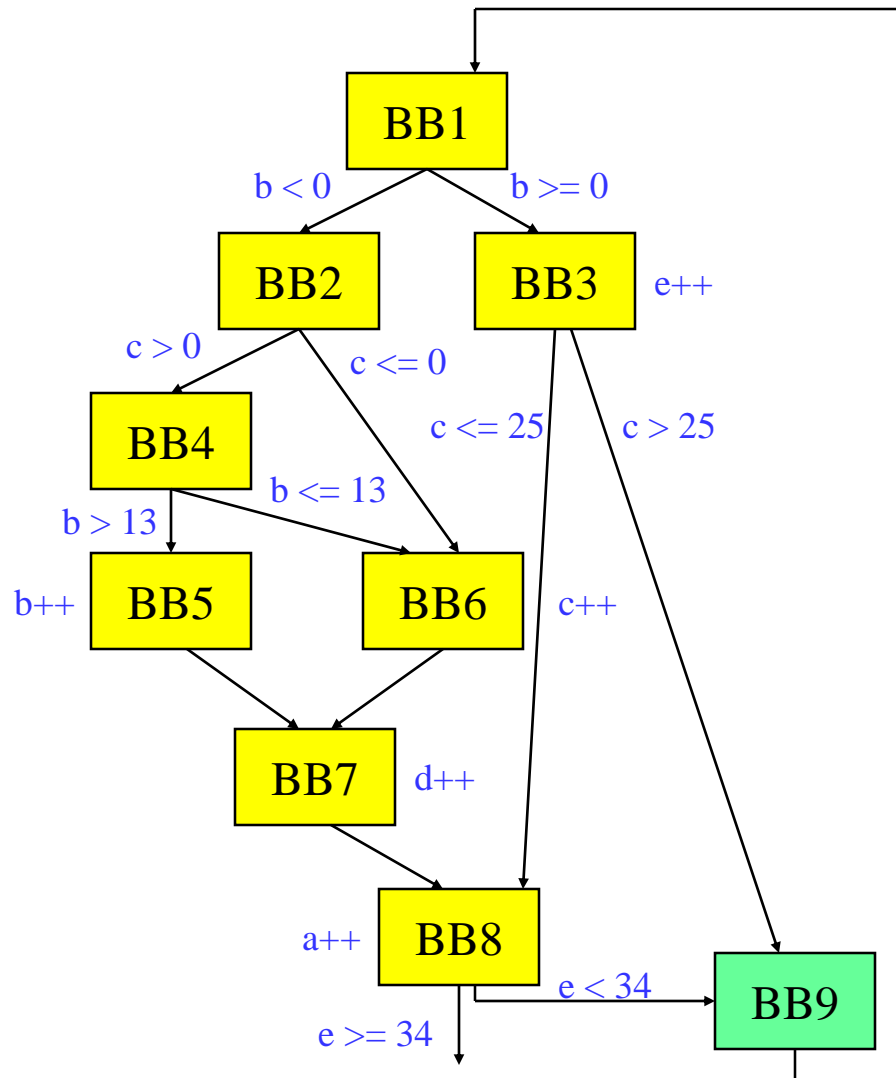 BB1
b < 0
b >= 0
BB2
BB3
e++
c > 0
c <= 0
c <= 25
c > 25
BB4
b <= 13
b > 13
b++
BB5
BB6
c++
BB7
d++
a++
BB8
e < 34
BB9
e >= 34